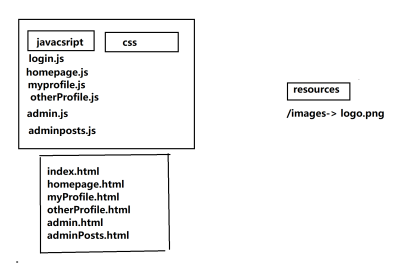 javacsript
css
login.js
homepage.js
myprofile.js
otherProfile.js
admin.js
adminposts.js
resources
/images-> logo.png
index.html
homepage.html
myProfile.html
otherProfile.html
admin.html
adminPosts.html